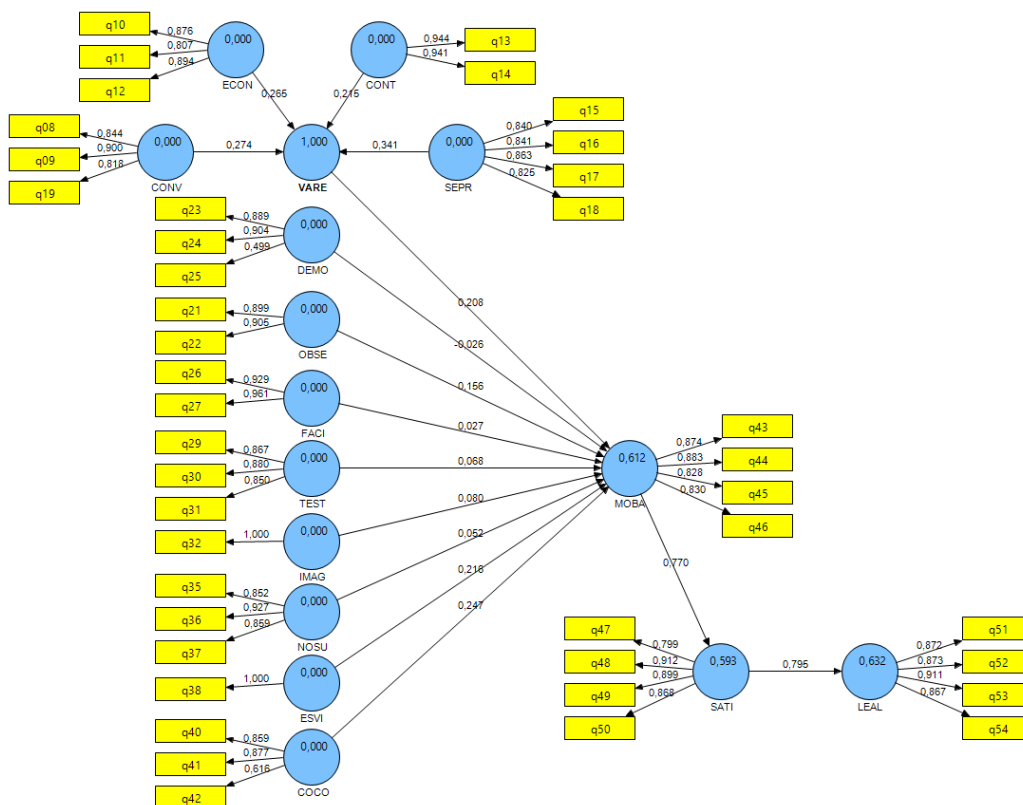 q10
0,876
q11
0,807
q12
0,894
0,000
ECON
0,265
0,000
CONT
0,215
0,944
q13
0,941
q14
q08
0,844
q09
0,900
q19
0,818
0,000
CONV
0,274
1,000
VARE
0,341
0,000
SEPR
0,840
q15
0,841
q16
0,863
q17
0,825
q18
q23
0,889
q24
0,904
q25
0,499
0,000
DEMO
q21
0,899
q22
0,905
0,000
OBSE
q26
0,929
q27
0,961
0,000
FACI
q29
0,867
q30
0,880
q31
0,850
0,000
TEST
q32
1,000
0,000
IMAG
q35
0,852
q36
0,927
q37
0,859
0,000
NOSU
q38
1,000
0,000
ESVI
q40
0,859
q41
0,877
q42
0,616
0,000
COCO
0,208
-0,026
0,156
0,027
0,068
0,080
0,052
0,216
0,247
0,612
MOBA
0,874
q43
0,883
q44
0,828
q45
0,830
q46
0,770
q47
0,799
q48
0,912
q49
0,899
q50
0,868
0,593
SATI
0,795
0,632
LEAL
0,872
q51
0,873
q52
0,911
q53
0,867
q54